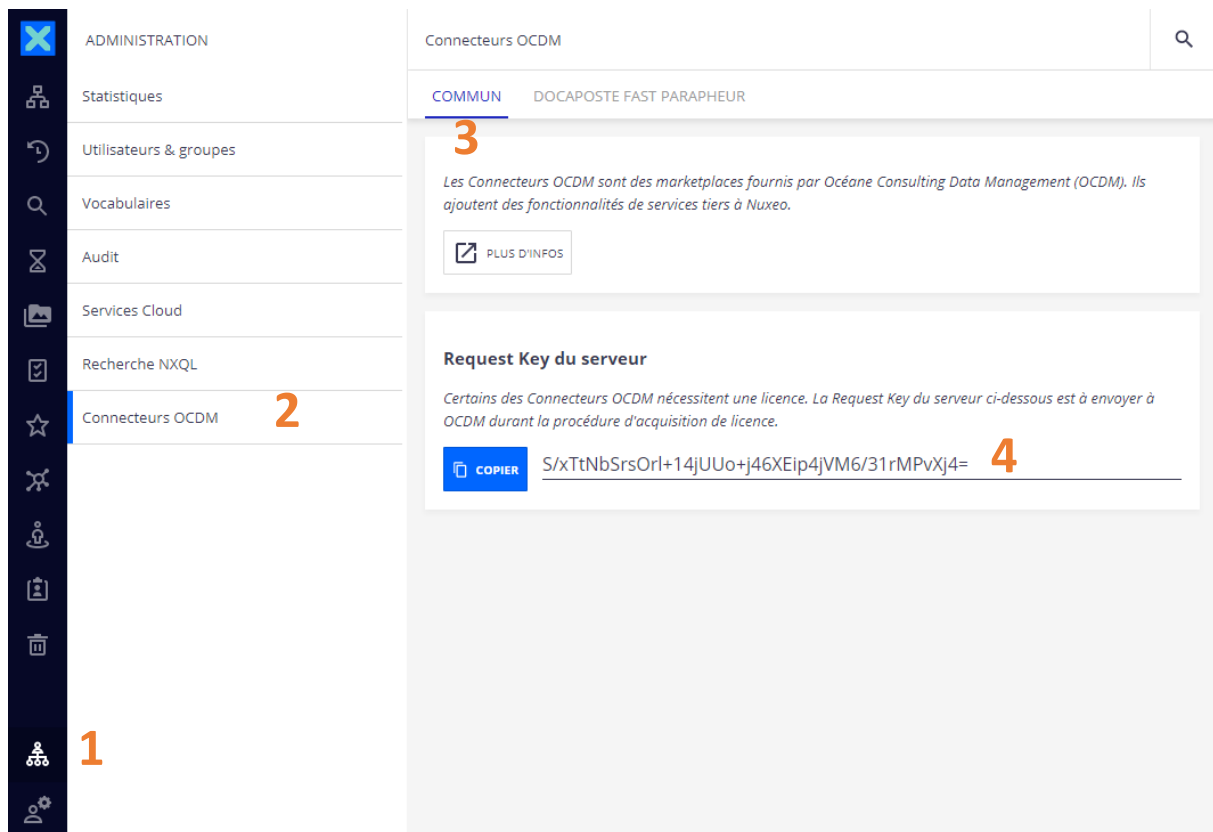 ADMINISTRATION
Statistiques
Utilisateurs & groupes
Vocabulaires
Audit
Services Cloud
Recherche NXQL
Connecteurs OCDM
2
1
Connecteurs OCDM
COMMUN
DOCAPOSTE FAST PARAPHEUR
3
Les Connecteurs OCDM sont des marketplaces fournis par Océane Consulting Data Management (OCDM). Ils
ajoutent des fonctionnalités de services tiers à Nuxeo.
PLUS D'INFOS
Request Key du serveur
Certains des Connecteurs OCDM nécessitent une licence. La Request Key du serveur ci-dessous est à envoyer à
OCDM durant la procédure d'acquisition de licence.
COPIER
S/xTtNbSrsOrl+14jUUo+j46XEip4jVM6/31rMPvXj4=
4